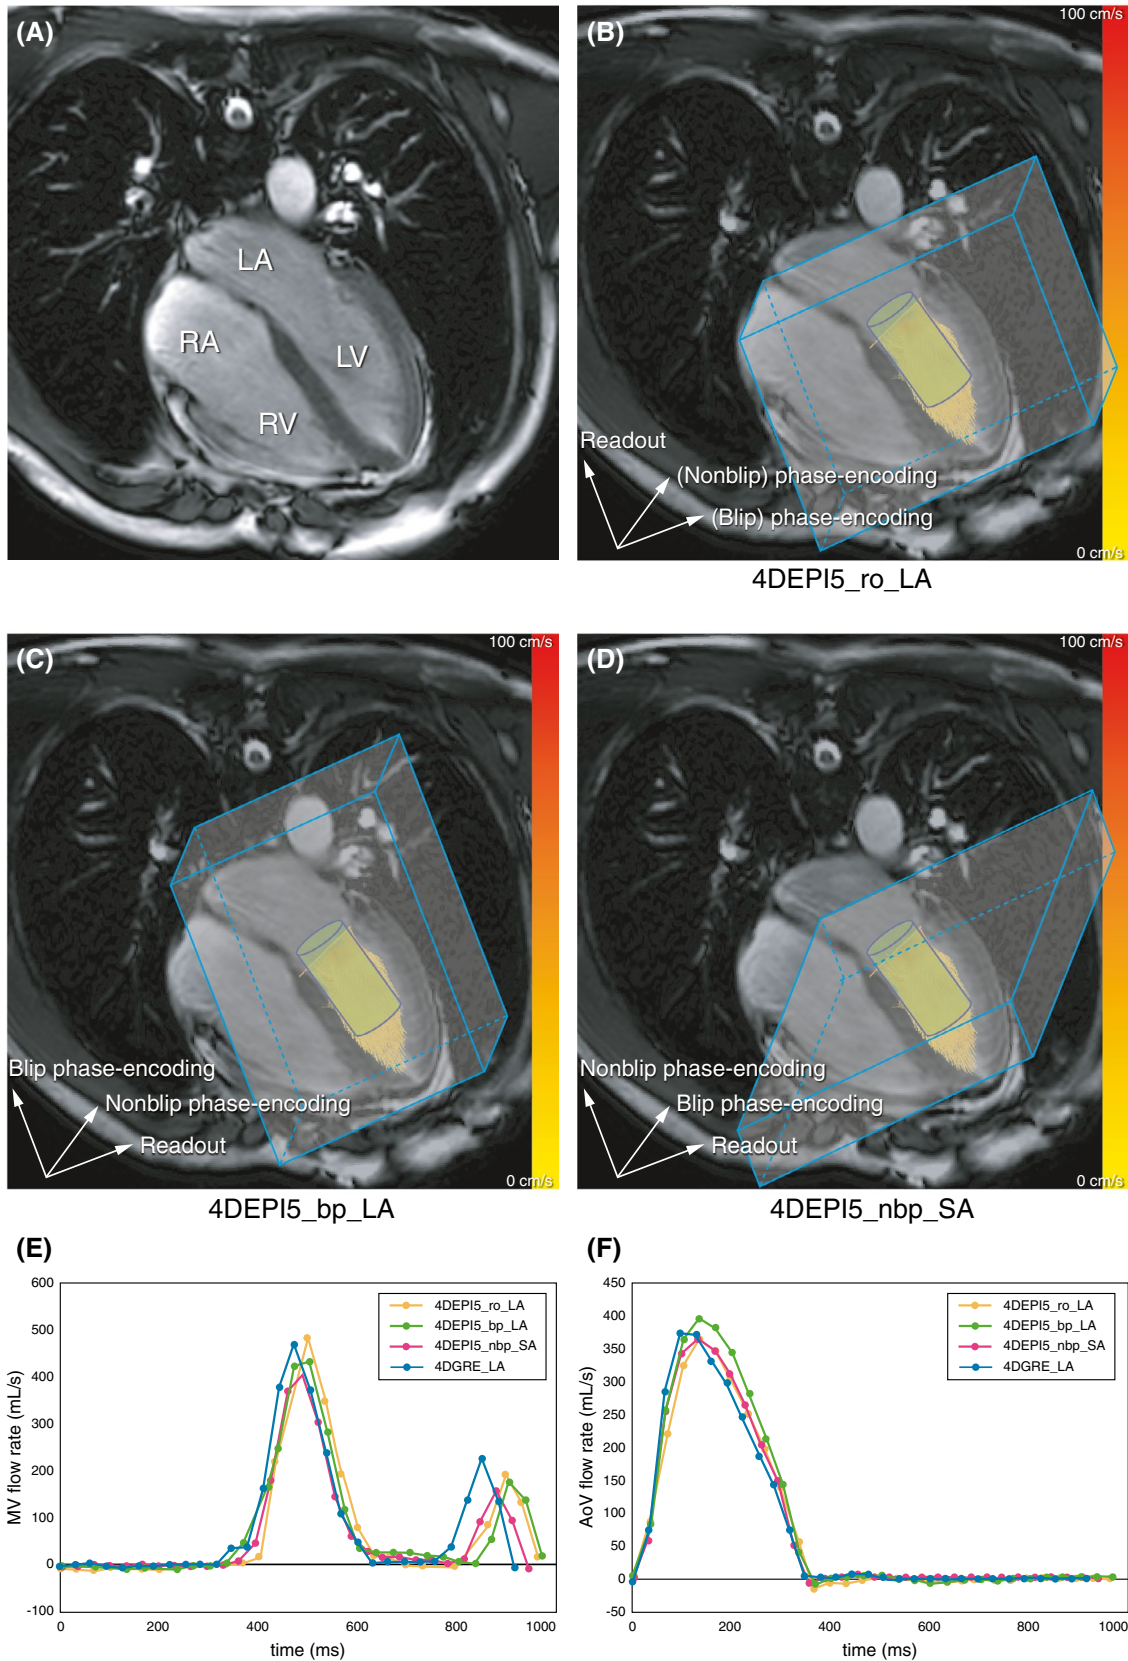 (A)
LA
RA
LV
RV
(B)
100 cm/s
Readout
(Nonblip) phase-encoding
(Blip) phase-encoding
0 cm/s
4DEPI5_ro_LA
(C)
100 cm/s
Blip phase-encoding
Nonblip phase-encoding
Readout
0 cm/s
4DEPI5_bp_LA
(D)
100 cm/s
Nonblip phase-encoding
Blip phase-encoding
Readout
0 cm/s
4DEPI5_nbp_SA
(E)
600
500
400
300
200
100
0
-100
MV flow rate (mL/s)
4DEPI5_ro_LA
4DEPI5_bp_LA
4DEPI5_nbp_SA
4DGRE_LA
0 200 400 600 800 1000
time (ms)
(F)
450
400
350
300
250
200
150
100
50
0
-50
AoV flow rate (mL/s)
4DEPI5_ro_LA
4DEPI5_bp_LA
4DEPI5_nbp_SA
4DGRE_LA
0 200 400 600 800 1000
time (ms)